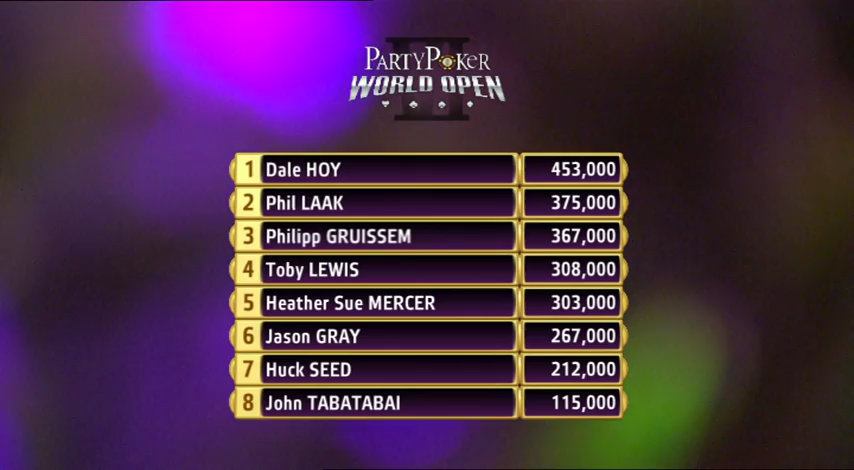 PARTYPOKER
WORLD OPEN
III
1 Dale HOY 453,000
2 Phil LAAK 375,000
3 Philipp GRUISSEM 367,000
4 Toby LEWIS 308,000
5 Heather Sue MERCER 303,000
6 Jason GRAY 267,000
7 Huck SEED 212,000
8 John TABATABAI 115,000